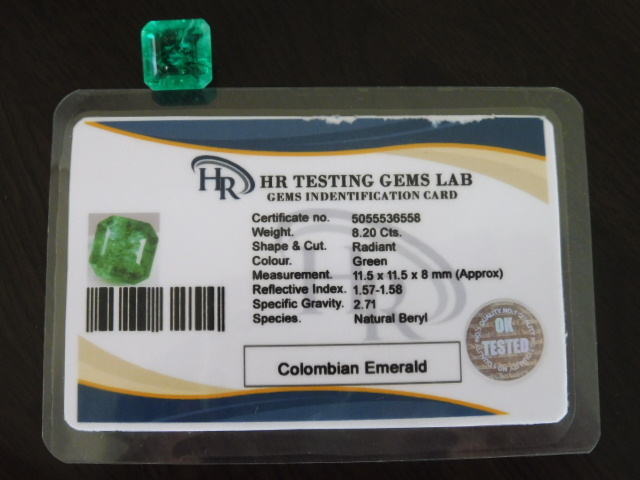 HR HR TESTING GEMS LAB
GEMS INDENTIFICATION CARD
Certificate no. 5055536558
Weight. 8.20 Cts.
Shape & Cut. Radiant
Colour. Green
Measurement. 11.5 x 11.5 x 8 mm (Approx)
Reflective Index. 1.57-1.58
Specific Gravity. 2.71
Species. Natural Beryl
HR
OK
TESTED
Colombian Emerald